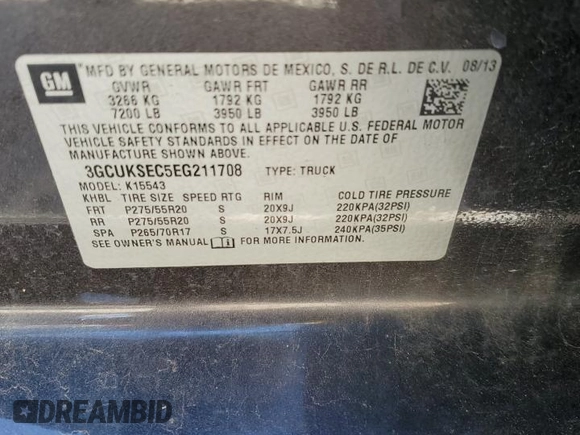 GM
*MFD BY GENERAL MOTORS DE MEXICO, S. DE R.L. DE C.V. 08/13
GVWR GAWR FRT GAWR RR
3266 KG 1792 KG 1792 KG
7200 LB 3950 LB 3950 LB
THIS VEHICLE CONFORMS TO ALL APPLICABLE U.S. FEDERAL MOTOR
VEHICLE SAFETY STANDARDS IN EFFECT ON THE DATE OF
MANUFACTURE SHOWN ABOVE.
3GCUKSEC5EG211708 TYPE: TRUCK
MODEL: K15543
KHBL TIRE SIZE SPEED RTG RIM COLD TIRE PRESSURE
FRT P275/55R20 S 20X9J 220KPA(32PSI)
RR P275/55R20 S 20X9J 220KPA(32PSI)
SPA P265/70R17 S 17X7.5J 240KPA(35PSI)
SEE OWNER'S MANUAL FOR MORE INFORMATION.
DREAMBID